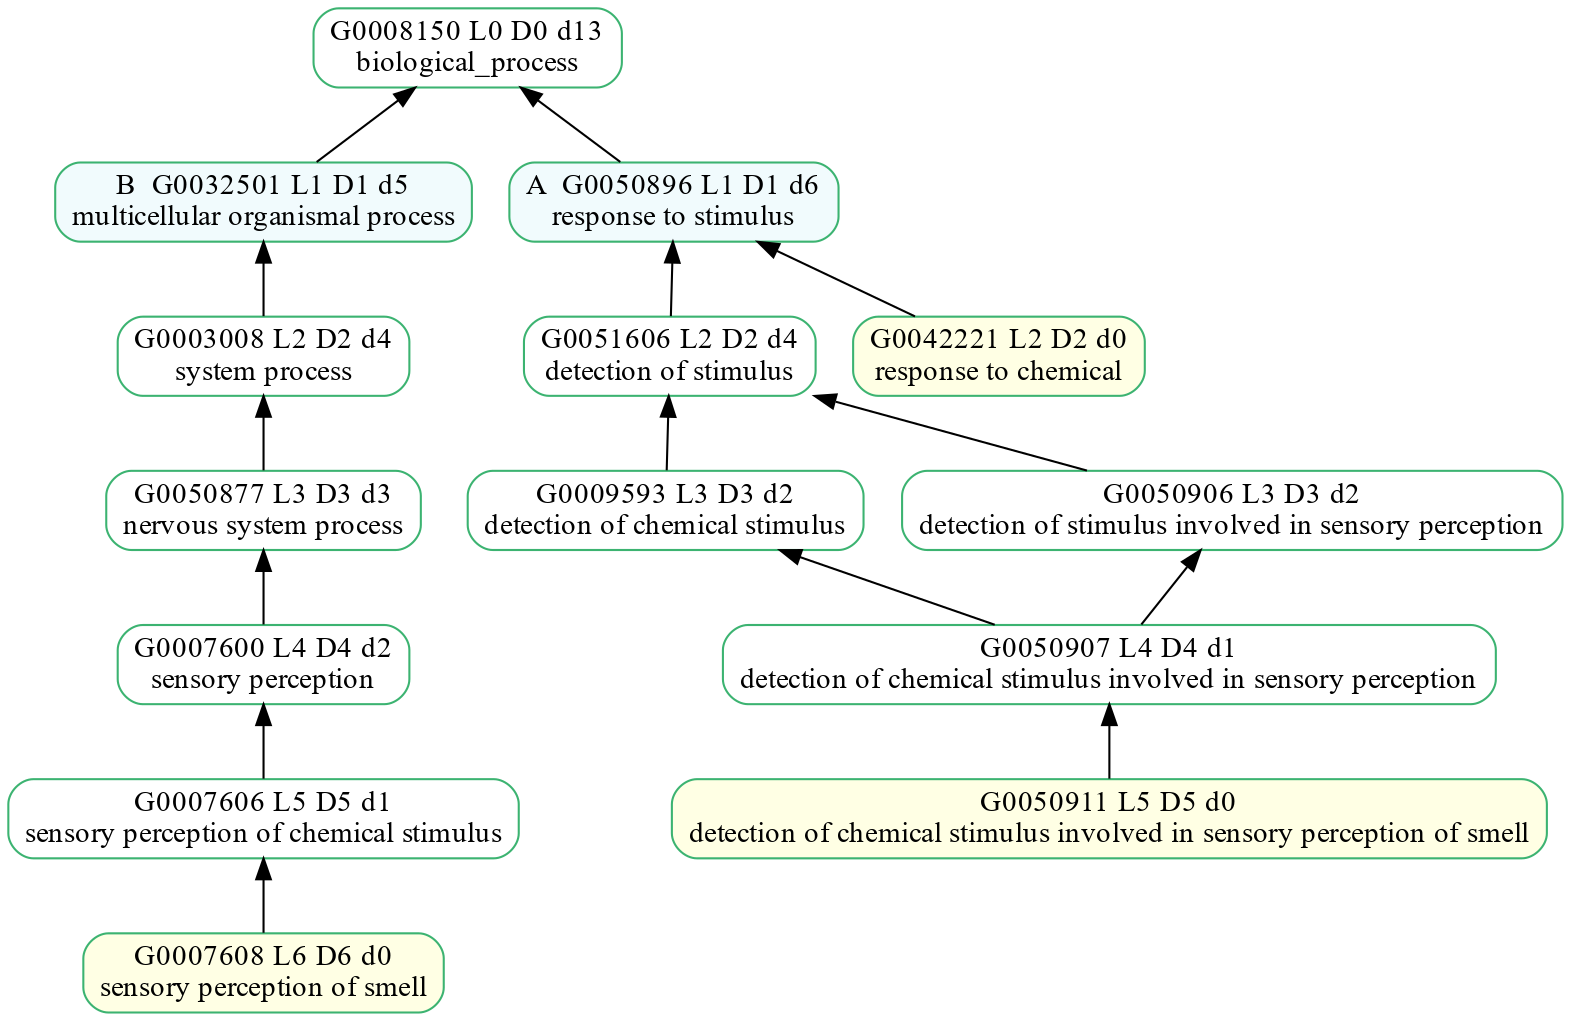 G0008150 L0 D0 d13
biological_process
B  G0032501 L1 D1 d5
multicellular organismal process
A  G0050896 L1 D1 d6
response to stimulus
G0003008 L2 D2 d4
system process
G0051606 L2 D2 d4
detection of stimulus
G0042221 L2 D2 d0
response to chemical
G0050877 L3 D3 d3
nervous system process
G0009593 L3 D3 d2
detection of chemical stimulus
G0050906 L3 D3 d2
detection of stimulus involved in sensory perception
G0007600 L4 D4 d2
sensory perception
G0050907 L4 D4 d1
detection of chemical stimulus involved in sensory perception
G0007606 L5 D5 d1
sensory perception of chemical stimulus
G0050911 L5 D5 d0
detection of chemical stimulus involved in sensory perception of smell
G0007608 L6 D6 d0
sensory perception of smell